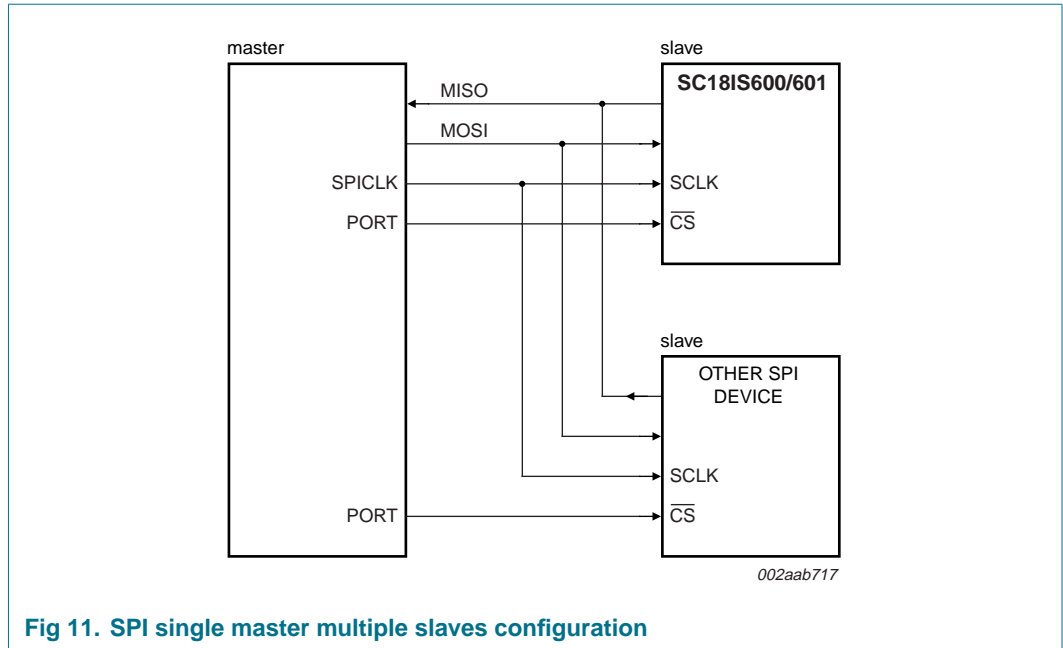 master
slave
SC18IS600/601
MISO
MOSI
SPICLK
SCLK
PORT
CS
slave
OTHER SPI
DEVICE
SCLK
PORT
CS
002aab717
Fig 11. SPI single master multiple slaves configuration